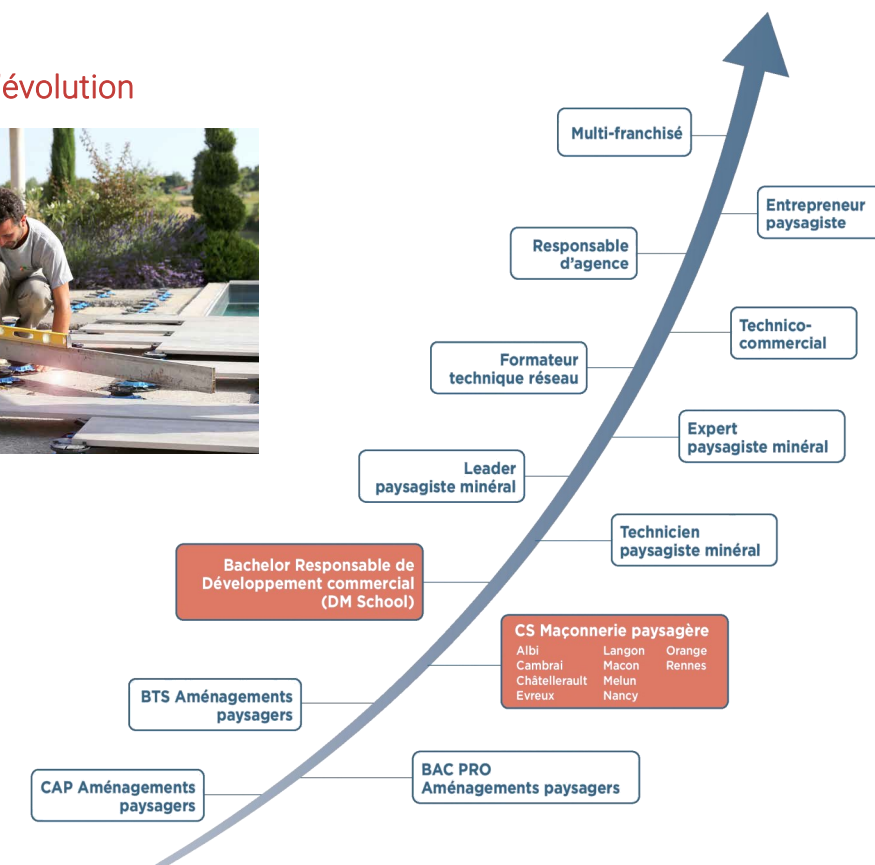 évolution
Multi-franchisé
Entrepreneur
paysagiste
Responsable
d'agence
Technico-
commercial
Formateur
technique réseau
Expert
paysagiste minéral
Leader
paysagiste minéral
Technicien
paysagiste minéral
Bachelor Responsable de
Développement commercial
(DM School)
CS Maçonnerie paysagère
Albi Langon Orange
Cambrai Macon Rennes
Châtellerault Melun
Evreux Nancy
BTS Aménagements
paysagers
BAC PRO
Aménagements paysagers
CAP Aménagements
paysagers